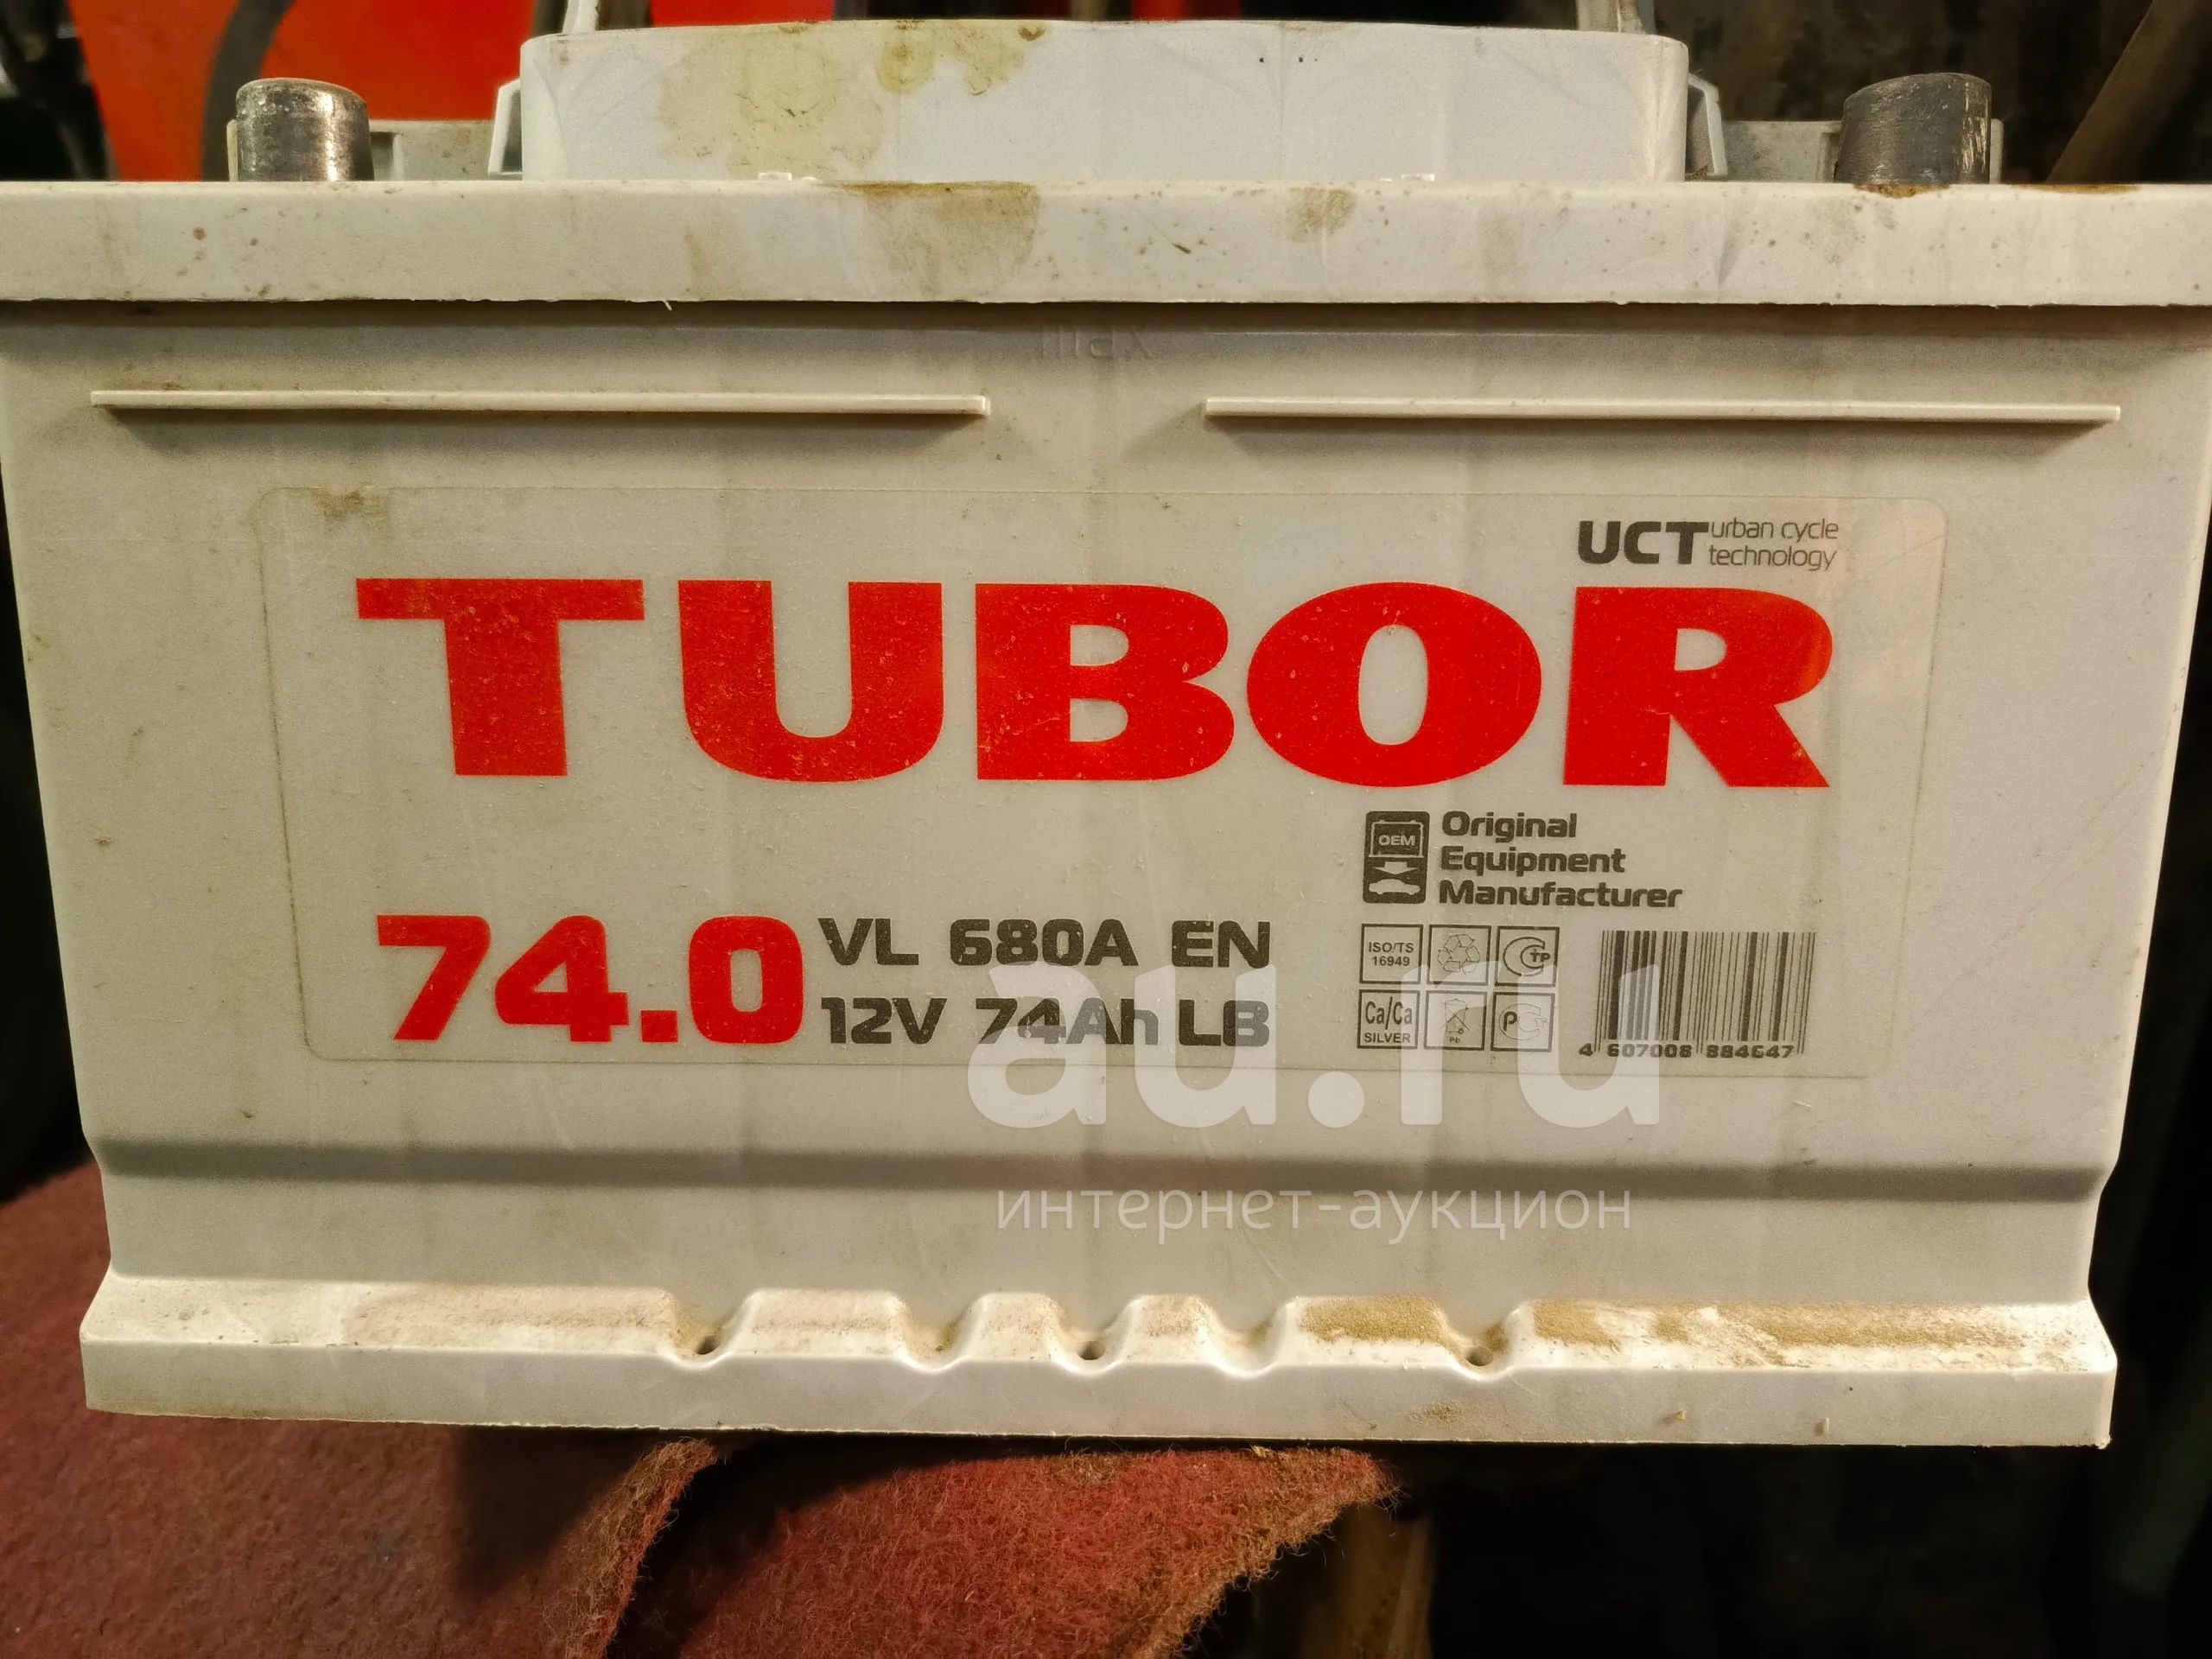 UCT urban cycle
technology
TUBOR
OEM
Original
Equipment
Manufacturer
74.0 VL 680A EN
12V 74Ah LB
ISO/TS
16949
TP
Ca/Ca
SILVER
Pb
4 607008 884647
au.ru
интернет-аукцион